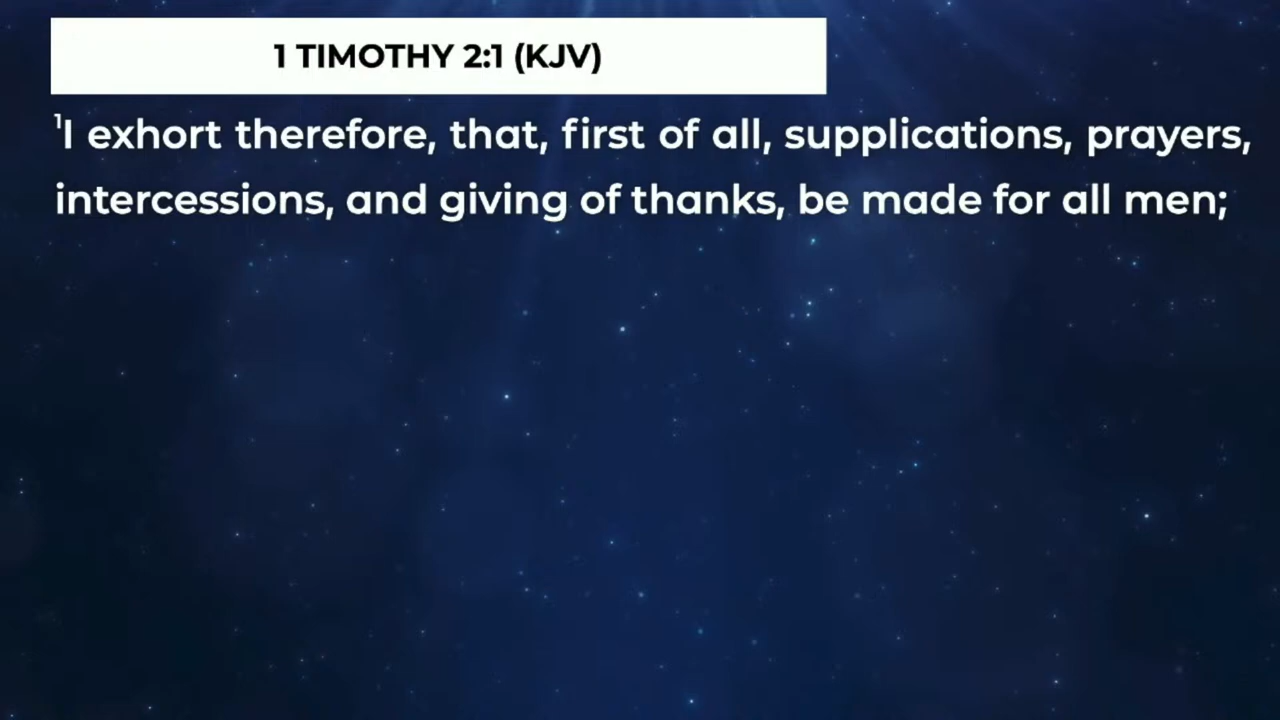 1 TIMOTHY 2:1 (KJV)
¹I exhort therefore, that, first of all, supplications, prayers,
intercessions, and giving of thanks, be made for all men;